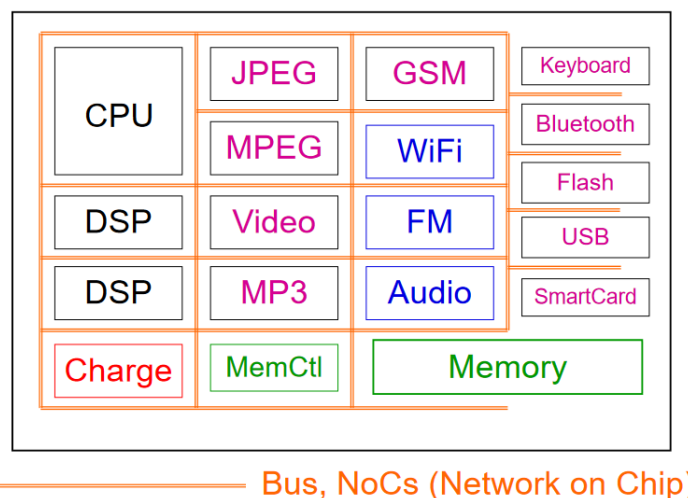 JPEG GSM Keyboard
CPU
Bluetooth
MPEG WiFi
Flash
DSP Video FM
USB
DSP MP3 Audio SmartCard
Charge MemCtl Memory
Bus, NoCs (Network on Chip)